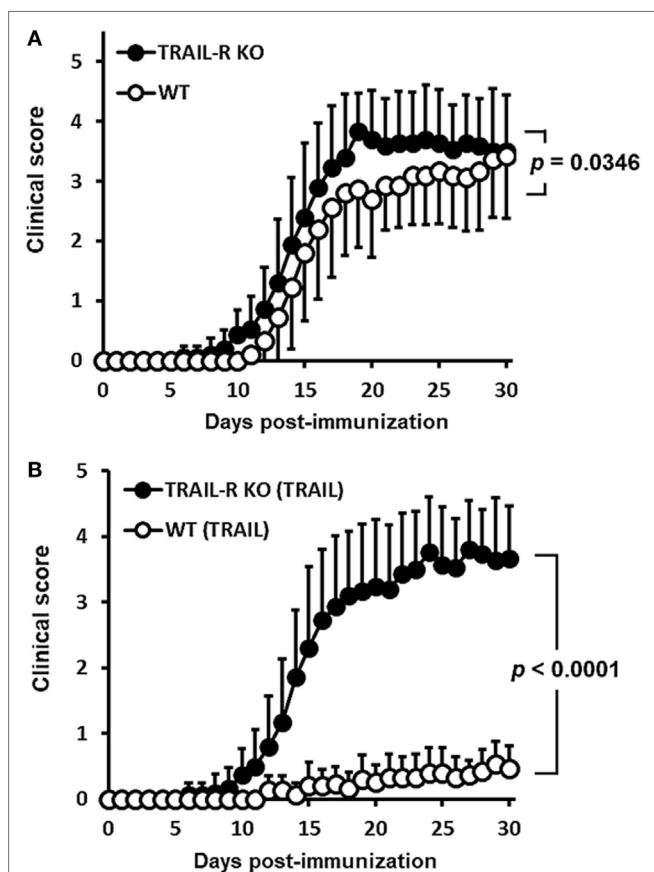 A
TRAIL-R KO
WT
Clinical score
5
4
3
2
1
0
p = 0.0346
0 5 10 15 20 25 30
Days post-immunization
B
TRAIL-R KO (TRAIL)
WT (TRAIL)
Clinical score
5
4
3
2
1
0
p < 0.0001
0 5 10 15 20 25 30
Days post-immunization